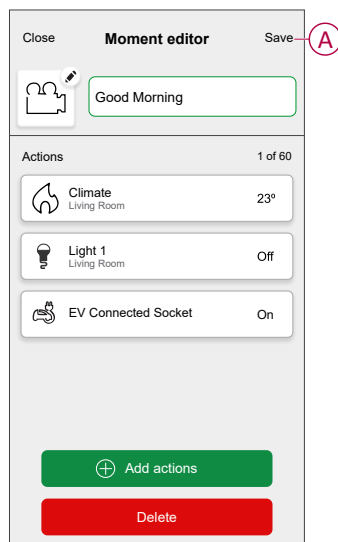 Close Moment editor Save A
Good Morning
Actions 1 of 60
Climate
Living Room
23º
Light 1
Living Room
Off
EV Connected Socket On
Add actions
Delete